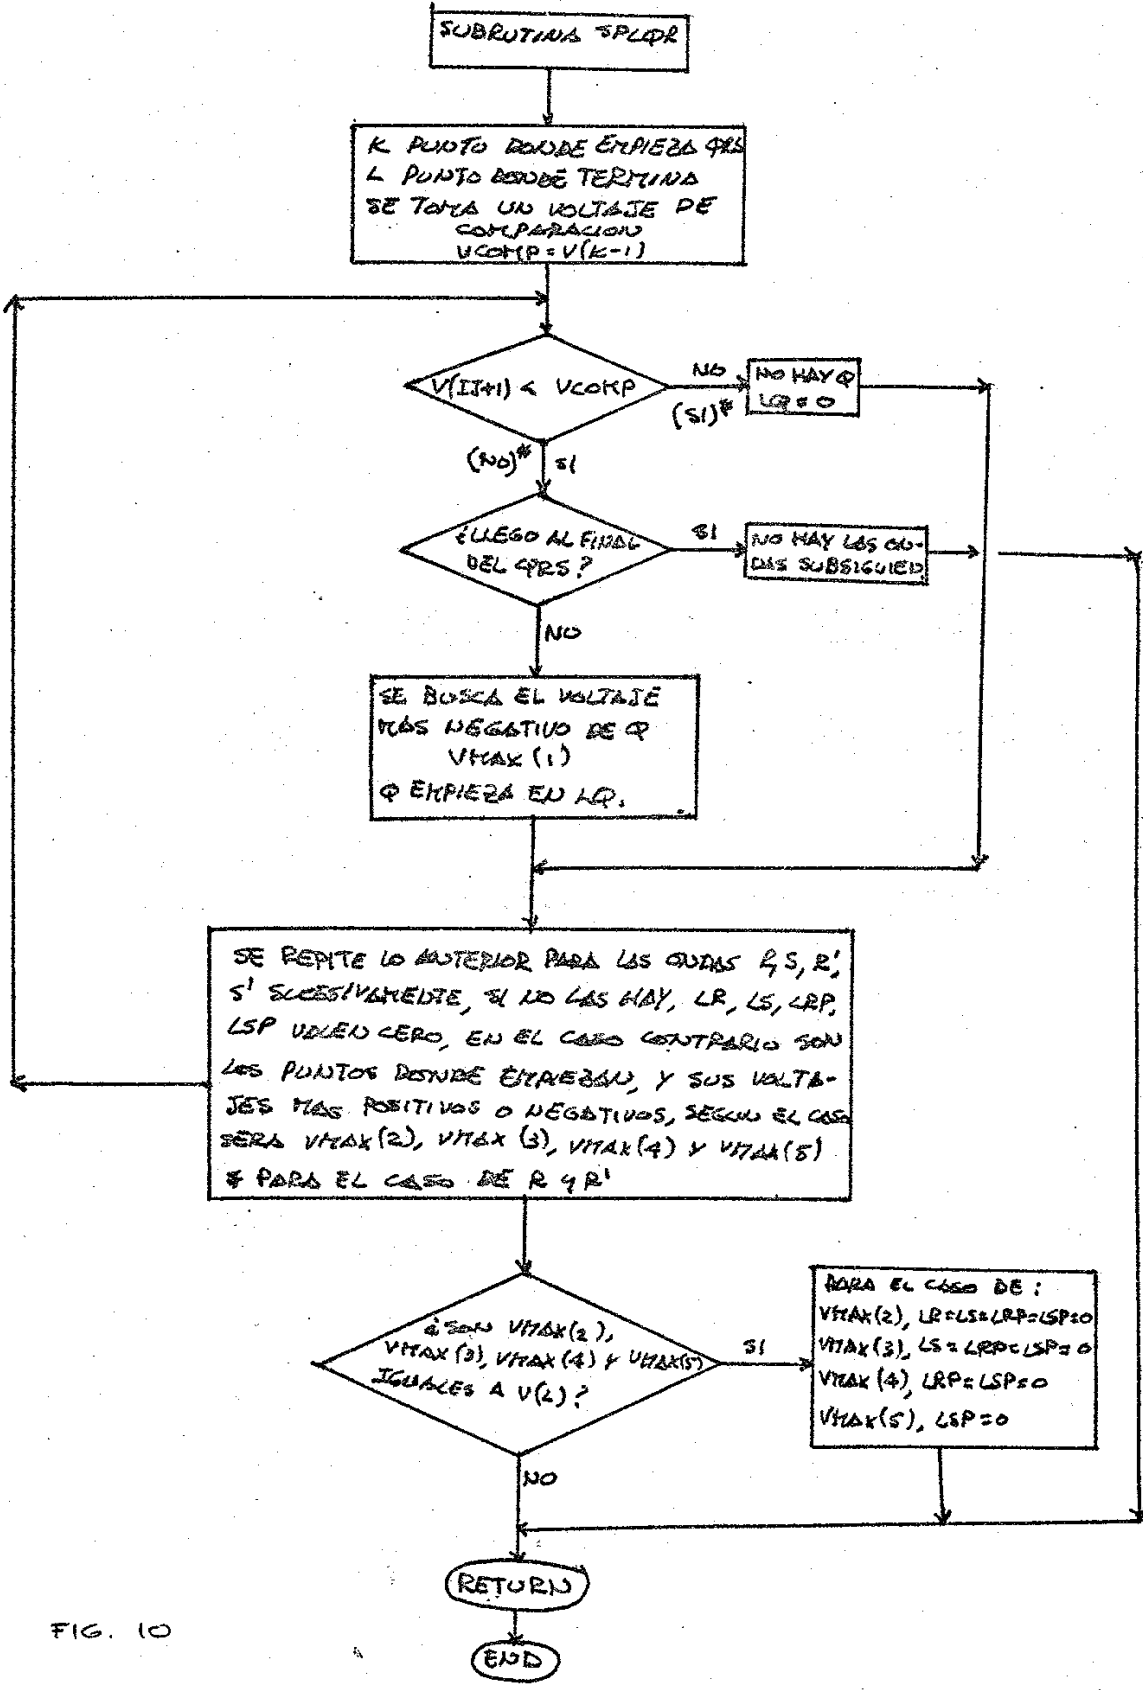 SUBRUTINA SPLQR
K PUNTO DONDE EMPIEZA QRS
L PUNTO DONDE TERMINA
SE TOMA UN VOLTAJE DE
COMPARACION
VCOMP = V(K-1)
V(IJ+1) < VCOMP
NO
(SI)*
NO HAY Q
LQ = 0
(NO)*
SI
¿LLEGO AL FINAL
DEL QRS?
SI
NO HAY LAS ON-
DAS SUBSIGUIEN
NO
SE BUSCA EL VOLTAJE
MAS NEGATIVO DE Q
VMAX (1)
Q EMPIEZA EN LQ.
SE REPITE LO ANTERIOR PARA LAS ONDAS R, S, R',
S' SUCESIVAMENTE, SI NO LAS HAY, LR, LS, LRP,
LSP VALEN CERO, EN EL CASO CONTRARIO SON
LOS PUNTOS DONDE EMPIEZAN, Y SUS VOLTA-
JES MAS POSITIVOS O NEGATIVOS, SEGUN EL CASO
SERA VMAX(2), VMAX (3), VMAX(4) Y VMAX(5)
* PARA EL CASO DE R y R'
¿SON VMAX(2),
VMAX (3), VMAX (4) Y VMAX(5)
IGUALES A V(L)?
SI
PARA EL CASO DE :
VMAX(2), LR=LS=LRP=LSP=0
VMAX(3), LS = LRP=LSP= 0
VMAX (4), LRP=LSP=0
VMAX(5), LSP=0
NO
RETURN
END
FIG. 10